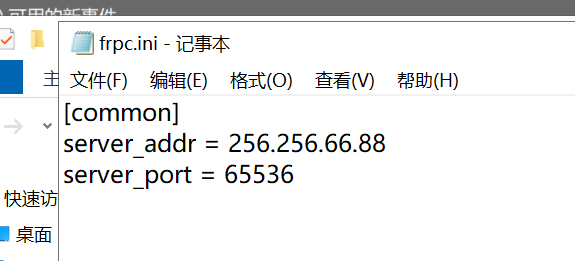 可用的新事件
frpc.ini - 记事本
文件(F) 编辑(E) 格式(O) 查看(V) 帮助(H)
主
[common]
server_addr = 256.256.66.88
server_port = 65536
快速访
桌面